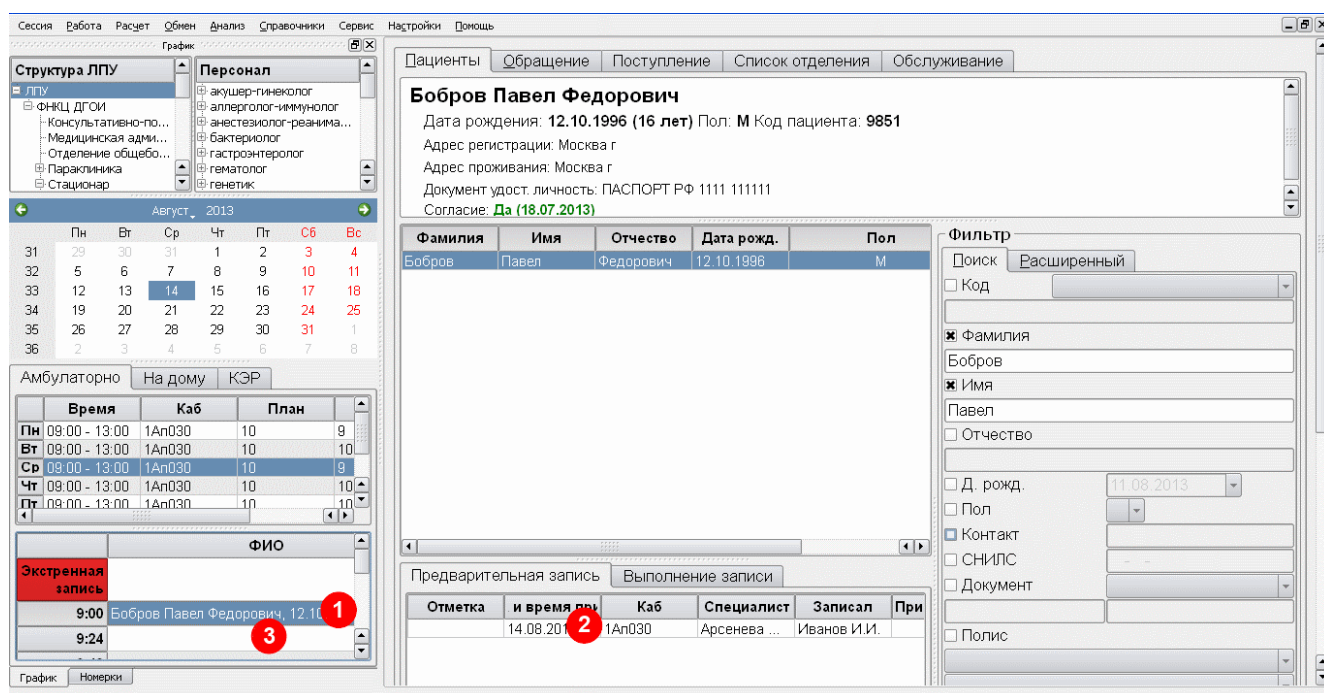 Сессия Работа Расчет Обмен Анализ Справочники Сервис Настройки Помощь
График
Структура ЛПУ
ЛПУ
ФНКЦ ДГОИ
Консультативно-по...
Медицинская адми...
Отделение общебо...
Параклиника
Стационар
Персонал
акушер-гинеколог
аллерголог-иммунолог
анестезиолог-реанима...
бактериолог
гастроэнтеролог
гематолог
генетик
Август 2013
Пн Вт Ср Чт Пт Сб Вс
31 29 30 31 1 2 3 4
32 5 6 7 8 9 10 11
33 12 13 14 15 16 17 18
34 19 20 21 22 23 24 25
35 26 27 28 29 30 31 1
36 2 3 4 5 6 7 8
Амбулаторно На дому КЭР
Время Каб План
Пн 09:00 - 13:00 1Ап030 10 9
Вт 09:00 - 13:00 1Ап030 10 10
Ср 09:00 - 13:00 1Ап030 10 9
Чт 09:00 - 13:00 1Ап030 10 10
Пт 09:00 - 13:00 1Ап030 10 10
ФИО
Экстренная
запись
9:00 Бобров Павел Федорович, 12.10 1
9:24 3
График Номерки
Пациенты Обращение Поступление Список отделения Обслуживание
Бобров Павел Федорович
Дата рождения: 12.10.1996 (16 лет) Пол: М Код пациента: 9851
Адрес регистрации: Москва г
Адрес проживания: Москва г
Документ удост. личность: ПАСПОРТ РФ 1111 111111
Согласие: Да (18.07.2013)
Фамилия Имя Отчество Дата рожд. Пол
Бобров Павел Федорович 12.10.1996 М
Предварительная запись Выполнение записи
Отметка и время при Каб Специалист Записал При
14.08.201 2 1Ап030 Арсенева ... Иванов И.И.
Фильтр
Поиск Расширенный
Код
Фамилия
Бобров
Имя
Павел
Отчество
Д. рожд. 11.08.2013
Пол
Контакт
СНИЛС - -
Документ
Полис